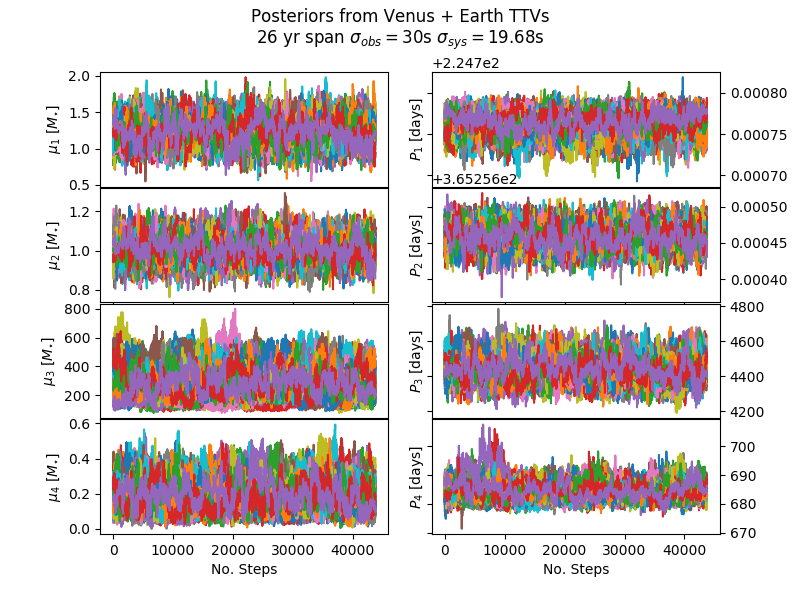 Posteriors from Venus + Earth TTVs
26 yr span σ_obs = 30s σ_sys = 19.68s
+2.247e2
2.0
1.5
1.0
0.5
μ₁ [M⋆]
0.00080
0.00075
0.00070
P₁ [days]
+3.65256e2
1.2
1.0
0.8
μ₂ [M⋆]
0.00050
0.00045
0.00040
P₂ [days]
800
600
400
200
μ₃ [M⋆]
4800
4600
4400
4200
P₃ [days]
0.6
0.4
0.2
0.0
μ₄ [M⋆]
700
690
680
670
P₄ [days]
0 10000 20000 30000 40000
0 10000 20000 30000 40000
No. Steps
No. Steps